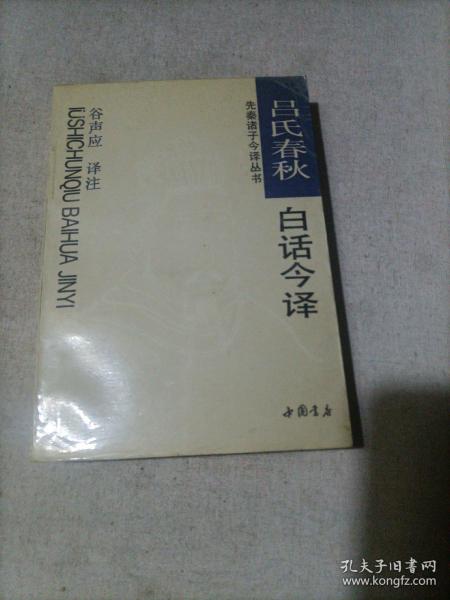 吕氏春秋
白话今译
先秦诸子今译丛书
谷声应 译注
lÜSHICHUNQIU BAIHUA JINYI
中国书店
孔夫子旧书网
www.kongfz.com